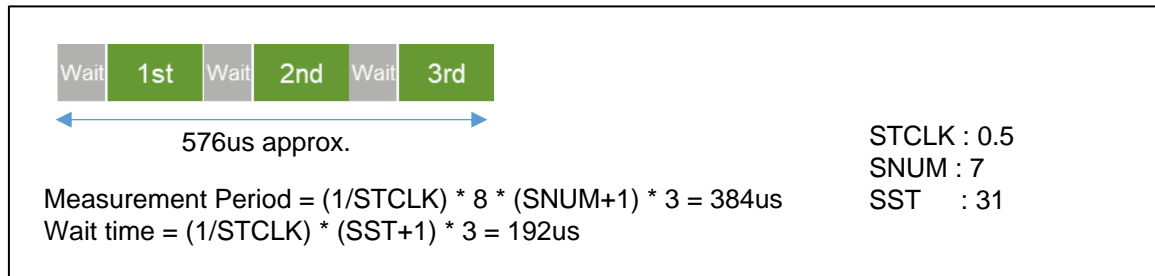 Wait 1st Wait 2nd Wait 3rd
576us approx.
STCLK : 0.5
SNUM : 7
SST : 31
Measurement Period = (1/STCLK) * 8 * (SNUM+1) * 3 = 384us
Wait time = (1/STCLK) * (SST+1) * 3 = 192us